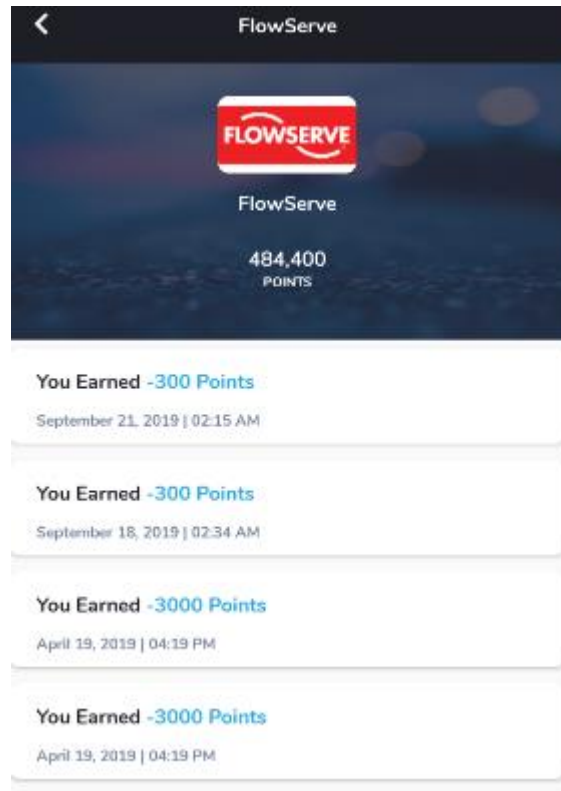 FlowServe
FLOWSERVE
FlowServe
484,400
POINTS
You Earned -300 Points
September 21, 2019 | 02:15 AM
You Earned -300 Points
September 18, 2019 | 02:34 AM
You Earned -3000 Points
April 19, 2019 | 04:19 PM
You Earned -3000 Points
April 19, 2019 | 04:19 PM